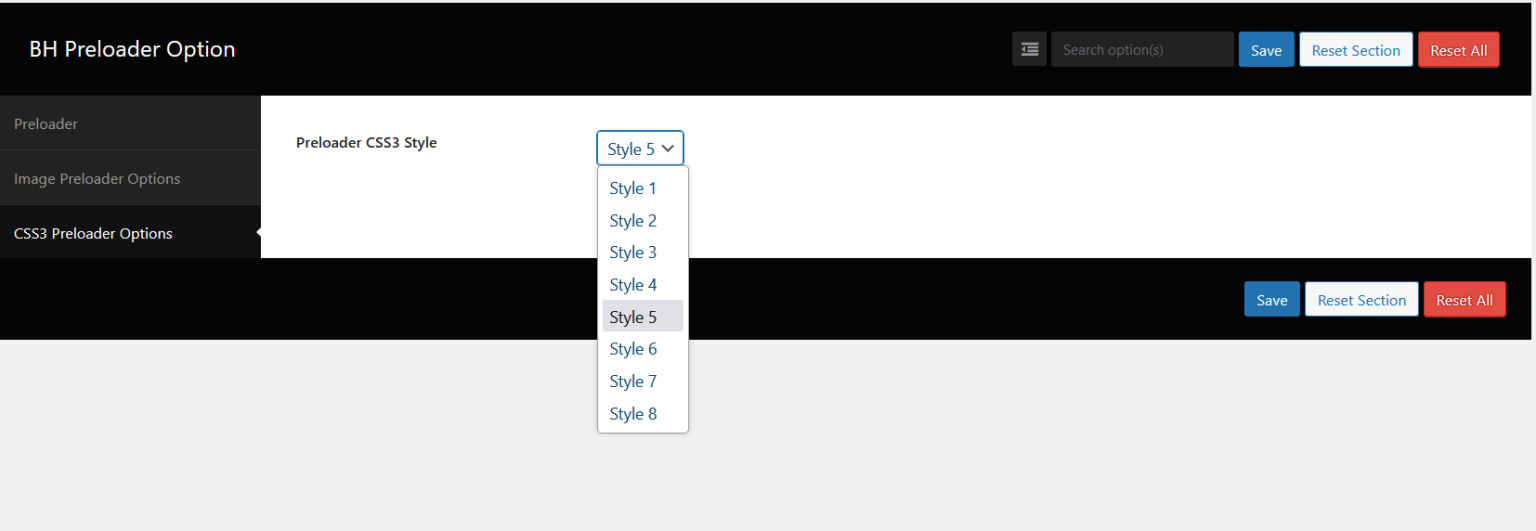 BH Preloader Option
Search option(s)
Save
Reset Section
Reset All
Preloader
Image Preloader Options
CSS3 Preloader Options
Preloader CSS3 Style
Style 5
Style 1
Style 2
Style 3
Style 4
Style 5
Style 6
Style 7
Style 8
Save
Reset Section
Reset All